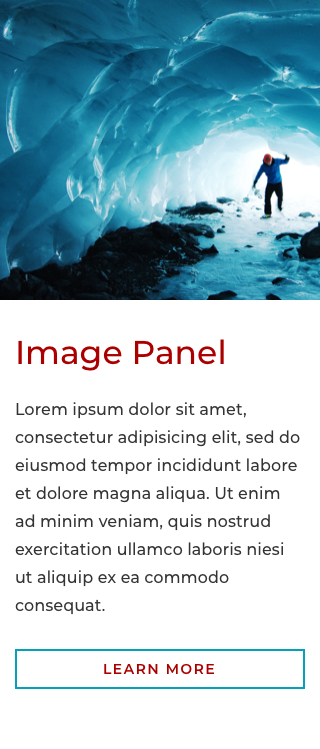 Image Panel
Lorem ipsum dolor sit amet,
consectetur adipisicing elit, sed do
eiusmod tempor incididunt labore
et dolore magna aliqua. Ut enim
ad minim veniam, quis nostrud
exercitation ullamco laboris niesi
ut aliquip ex ea commodo
consequat.
LEARN MORE